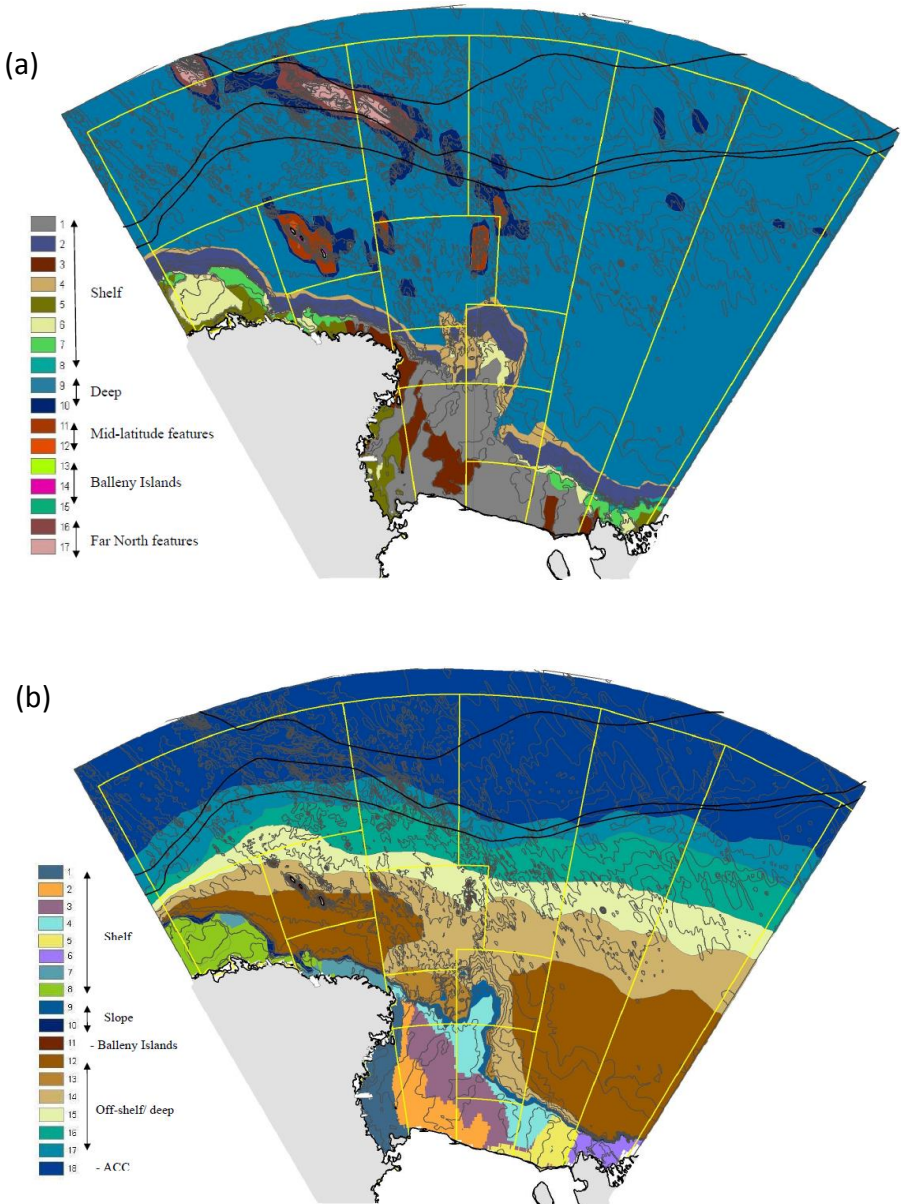 (a)
1
2
3
4
5
6
7
8
Shelf
9
10
Deep
11
12
Mid-latitude features
13
14
15
Balleny Islands
16
17
Far North features
(b)
1
2
3
4
5
6
7
8
Shelf
9
10
Slope
11
- Balleny Islands
12
13
14
15
16
17
Off-shelf/ deep
18
- ACC